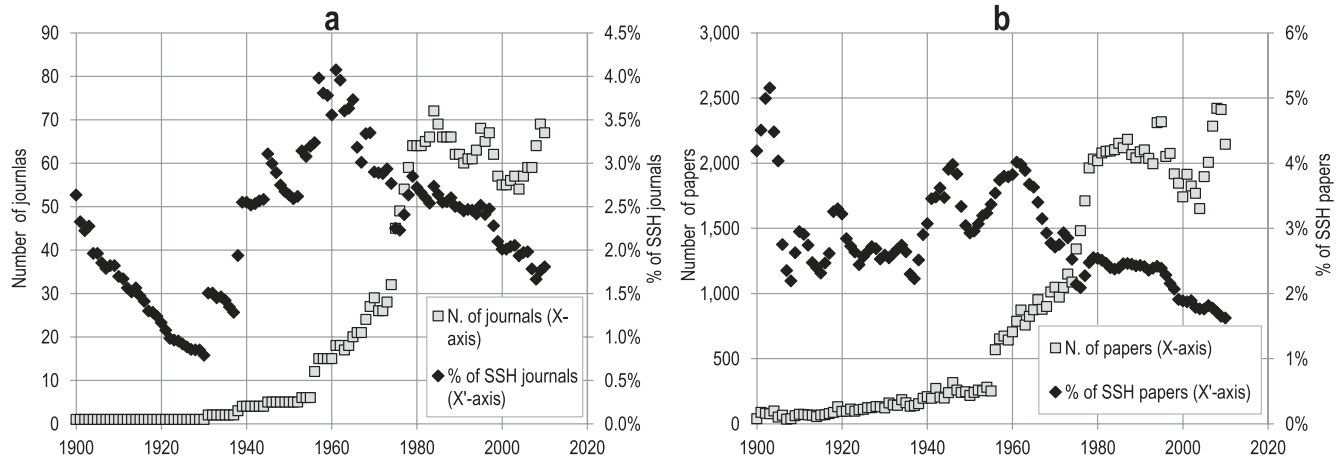 a
Number of journlas
90
80
70
60
50
40
30
20
10
0
4.5%
4.0%
3.5%
3.0%
2.5%
2.0%
1.5%
1.0%
0.5%
0.0%
% of SSH journals
1900 1920 1940 1960 1980 2000 2020
N. of journals (X-
axis)
% of SSH journals
(X'-axis)
b
Number of papers
3,000
2,500
2,000
1,500
1,000
500
0
6%
5%
4%
3%
2%
1%
0%
% of SSH papers
1900 1920 1940 1960 1980 2000 2020
N. of papers (X-axis)
% of SSH papers (X'-axis)